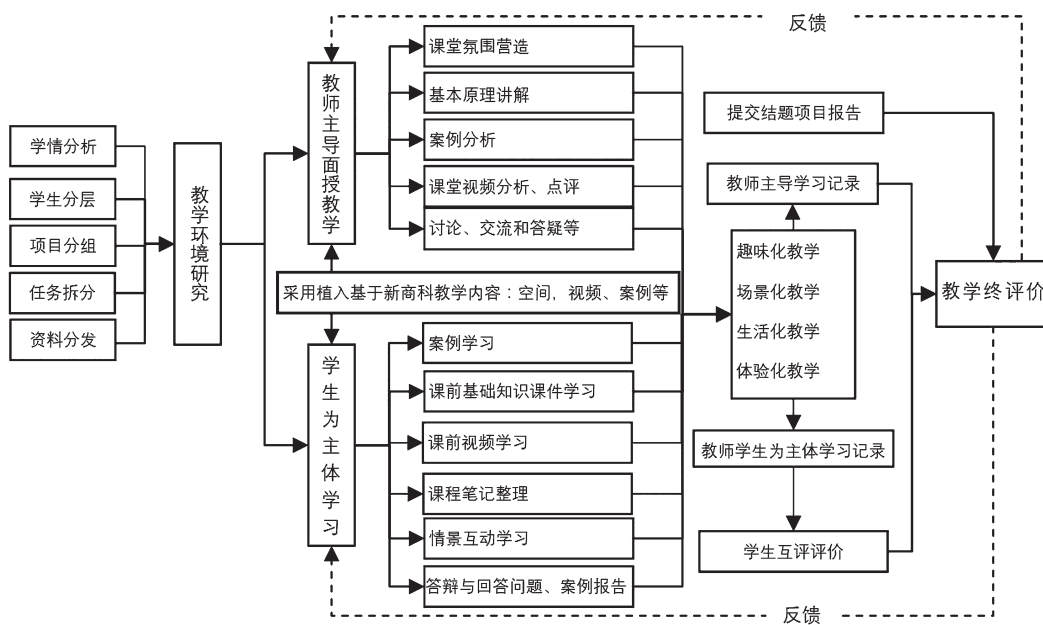 反馈
学情分析
学生分层
项目分组
任务拆分
资料分发
教学环境研究
教师主导面授教学
课堂氛围营造
基本原理讲解
案例分析
课堂视频分析、点评
讨论、交流和答疑等
采用植入基于新商科教学内容：空间，视频、案例等
学生为主体学习
案例学习
课前基础知识课件学习
课前视频学习
课程笔记整理
情景互动学习
答辩与回答问题、案例报告
提交结题项目报告
教师主导学习记录
趣味化教学
场景化教学
生活化教学
体验化教学
教师学生为主体学习记录
学生互评评价
教学终评价
反馈